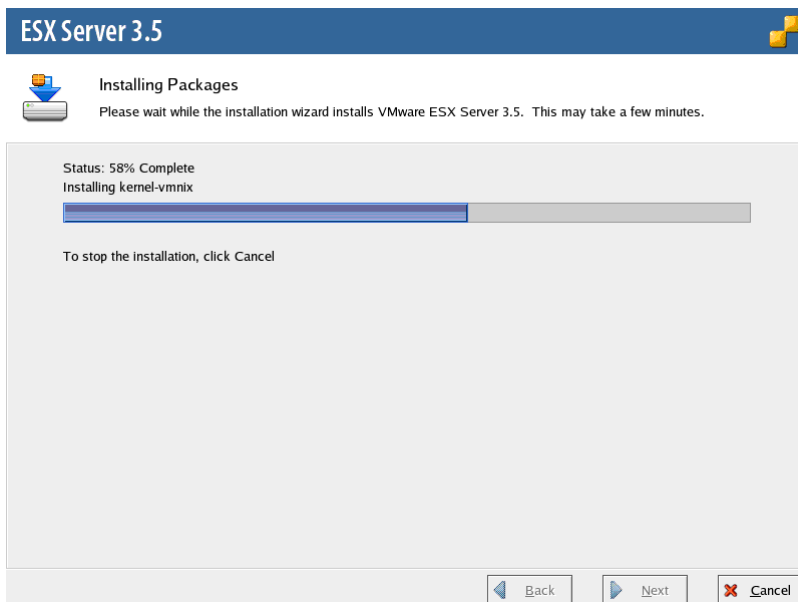 ESX Server 3.5
Installing Packages
Please wait while the installation wizard installs VMware ESX Server 3.5. This may take a few minutes.
Status: 58% Complete
Installing kernel-vmnix
To stop the installation, click Cancel
Back
Next
Cancel